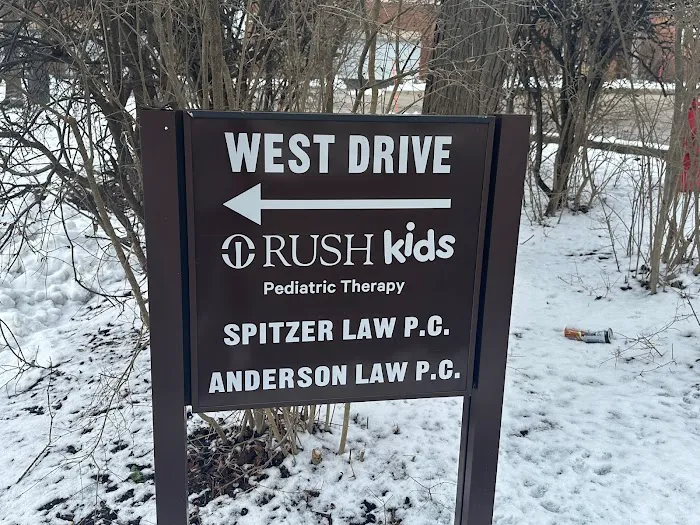 WEST DRIVE
RUSH kids
Pediatric Therapy
SPITZER LAW P.C.
ANDERSON LAW P.C.